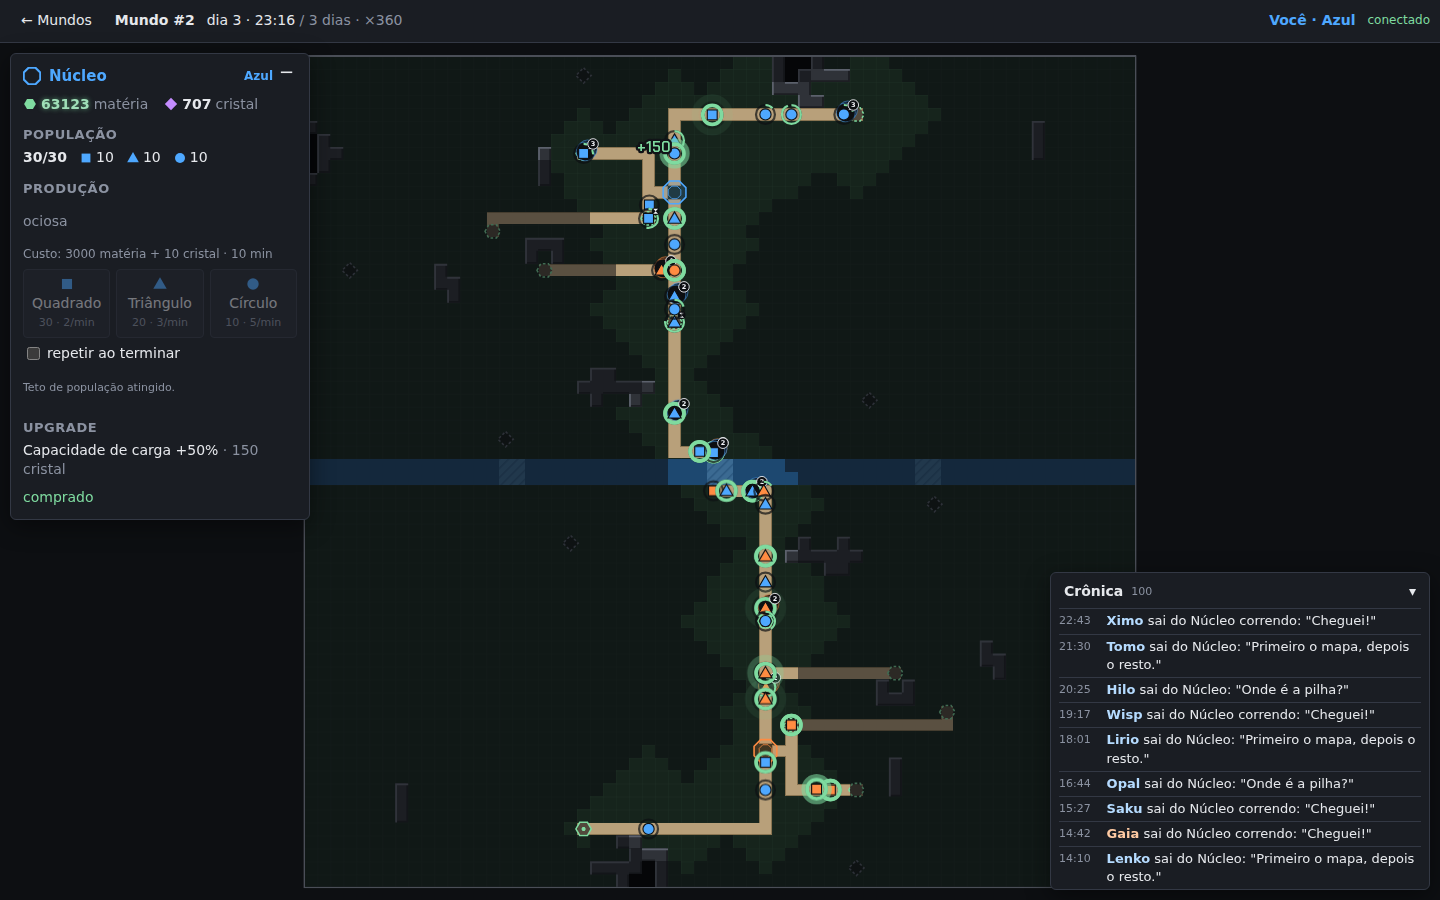 ← Mundos Mundo #2 dia 3 · 23:16 / 3 dias · ×360 Você · Azul conectado
Núcleo Azul —
63123 matéria 707 cristal
POPULAÇÃO
30/30 10 10 10
PRODUÇÃO
ociosa
Custo: 3000 matéria + 10 cristal · 10 min
Quadrado Triângulo Círculo
30 · 2/min 20 · 3/min 10 · 5/min
repetir ao terminar
Teto de população atingido.
UPGRADE
Capacidade de carga +50% · 150
cristal
comprado
3
+150
3
2
2
2
2
Crônica 100
22:43 Ximo sai do Núcleo correndo: "Cheguei!"
21:30 Tomo sai do Núcleo: "Primeiro o mapa, depois
o resto."
20:25 Hilo sai do Núcleo: "Onde é a pilha?"
19:17 Wisp sai do Núcleo correndo: "Cheguei!"
18:01 Lirio sai do Núcleo: "Primeiro o mapa, depois o
resto."
16:44 Opal sai do Núcleo: "Onde é a pilha?"
15:27 Saku sai do Núcleo correndo: "Cheguei!"
14:42 Gaia sai do Núcleo correndo: "Cheguei!"
14:10 Lenko sai do Núcleo: "Primeiro o mapa, depois
o resto."